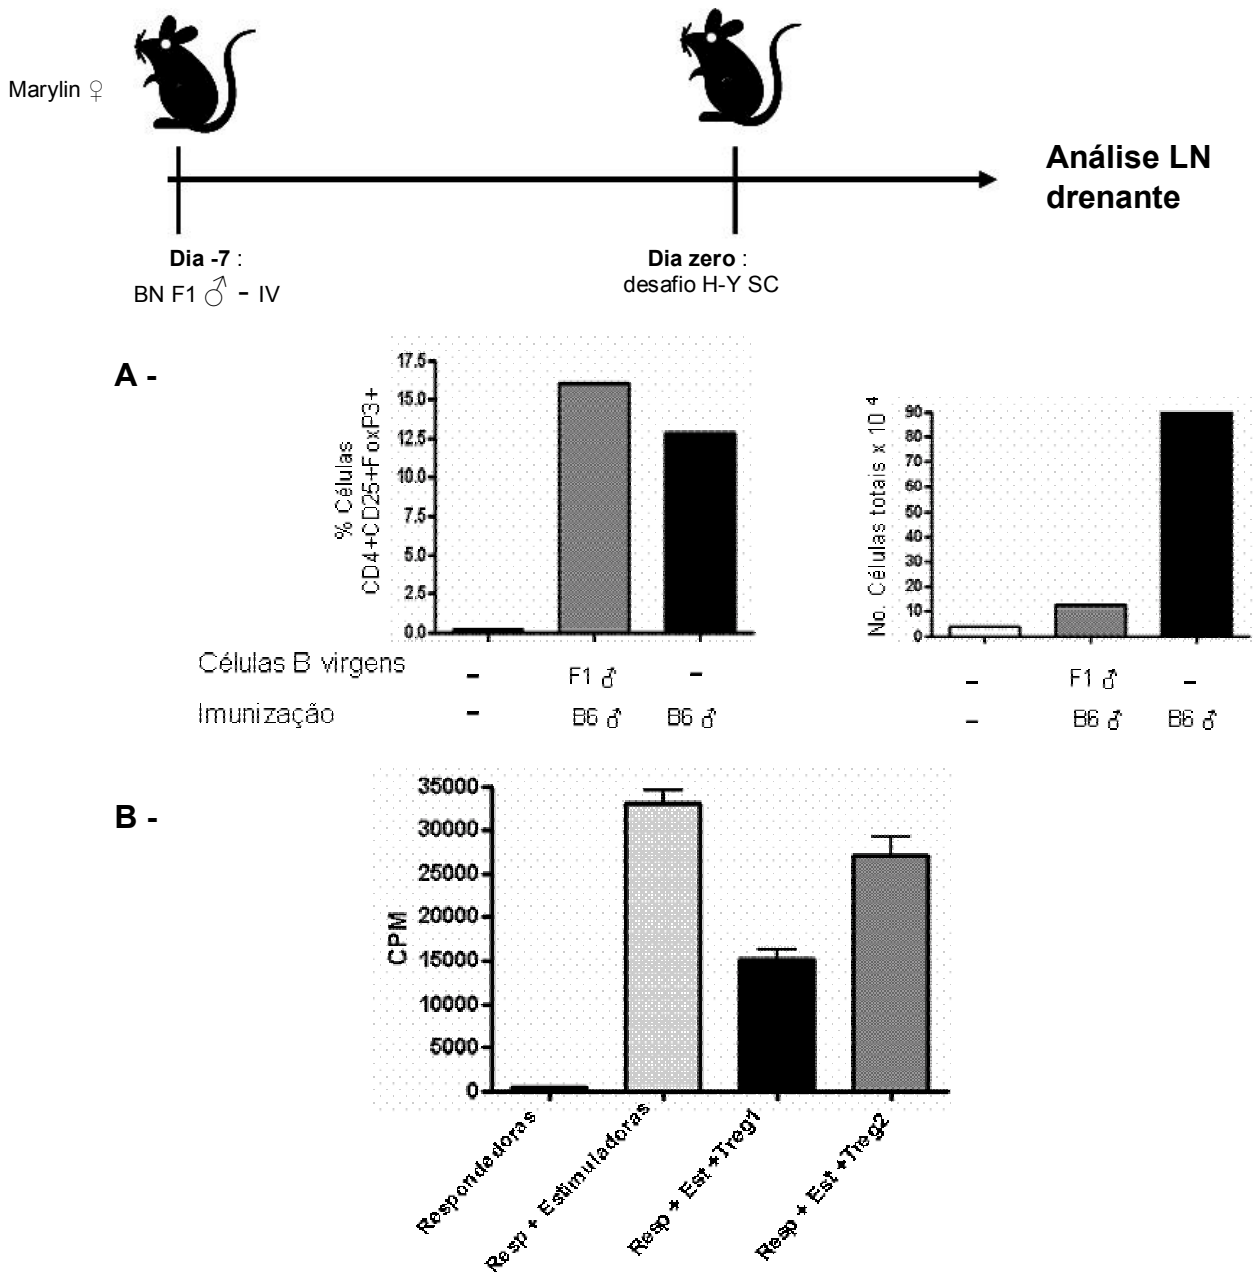 Marylin ♀
Análise LN
drenante
Dia -7 :
BN F1 ♂ - IV
Dia zero :
desafio H-Y SC
A -
% Células
CD4+CD25+FoxP3+
17.5
15.0
12.5
10.0
7.5
5.0
2.5
0.0
No. Células totais x 10 4
90
80
70
60
50
40
30
20
10
0
Células B virgens
- F1 ♂ -
- F1 ♂ -
Imunização
- B6 ♂ B6 ♂
- B6 ♂ B6 ♂
B -
CPM
35000
30000
25000
20000
15000
10000
5000
0
Respondedoras
Resp + Estimuladoras
Resp + Est +Treg1
Resp + Est +Treg2